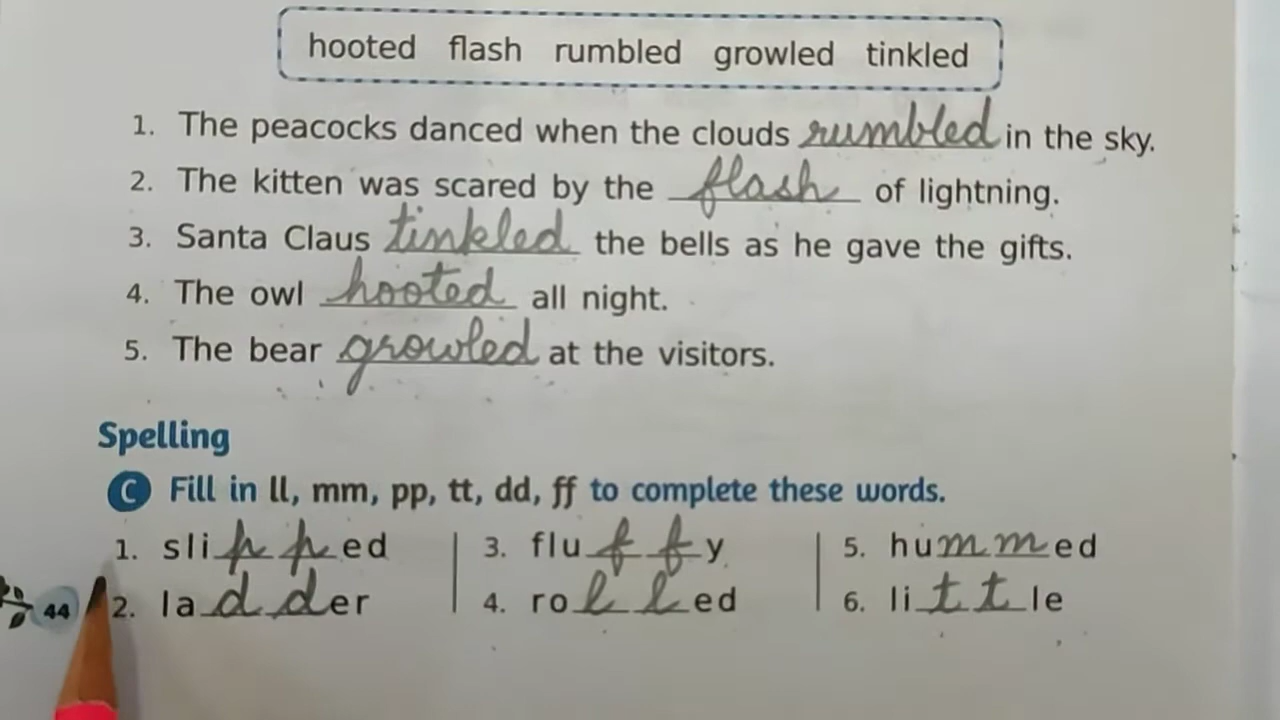 hooted flash rumbled growled tinkled
1. The peacocks danced when the clouds rumbled in the sky.
2. The kitten was scared by the flash of lightning.
3. Santa Claus tinkled the bells as he gave the gifts.
4. The owl hooted all night.
5. The bear growled at the visitors.
Spelling
C Fill in ll, mm, pp, tt, dd, ff to complete these words.
1. slipped 3. fluffy 5. hummed
44 2. ladder 4. rolled 6. little